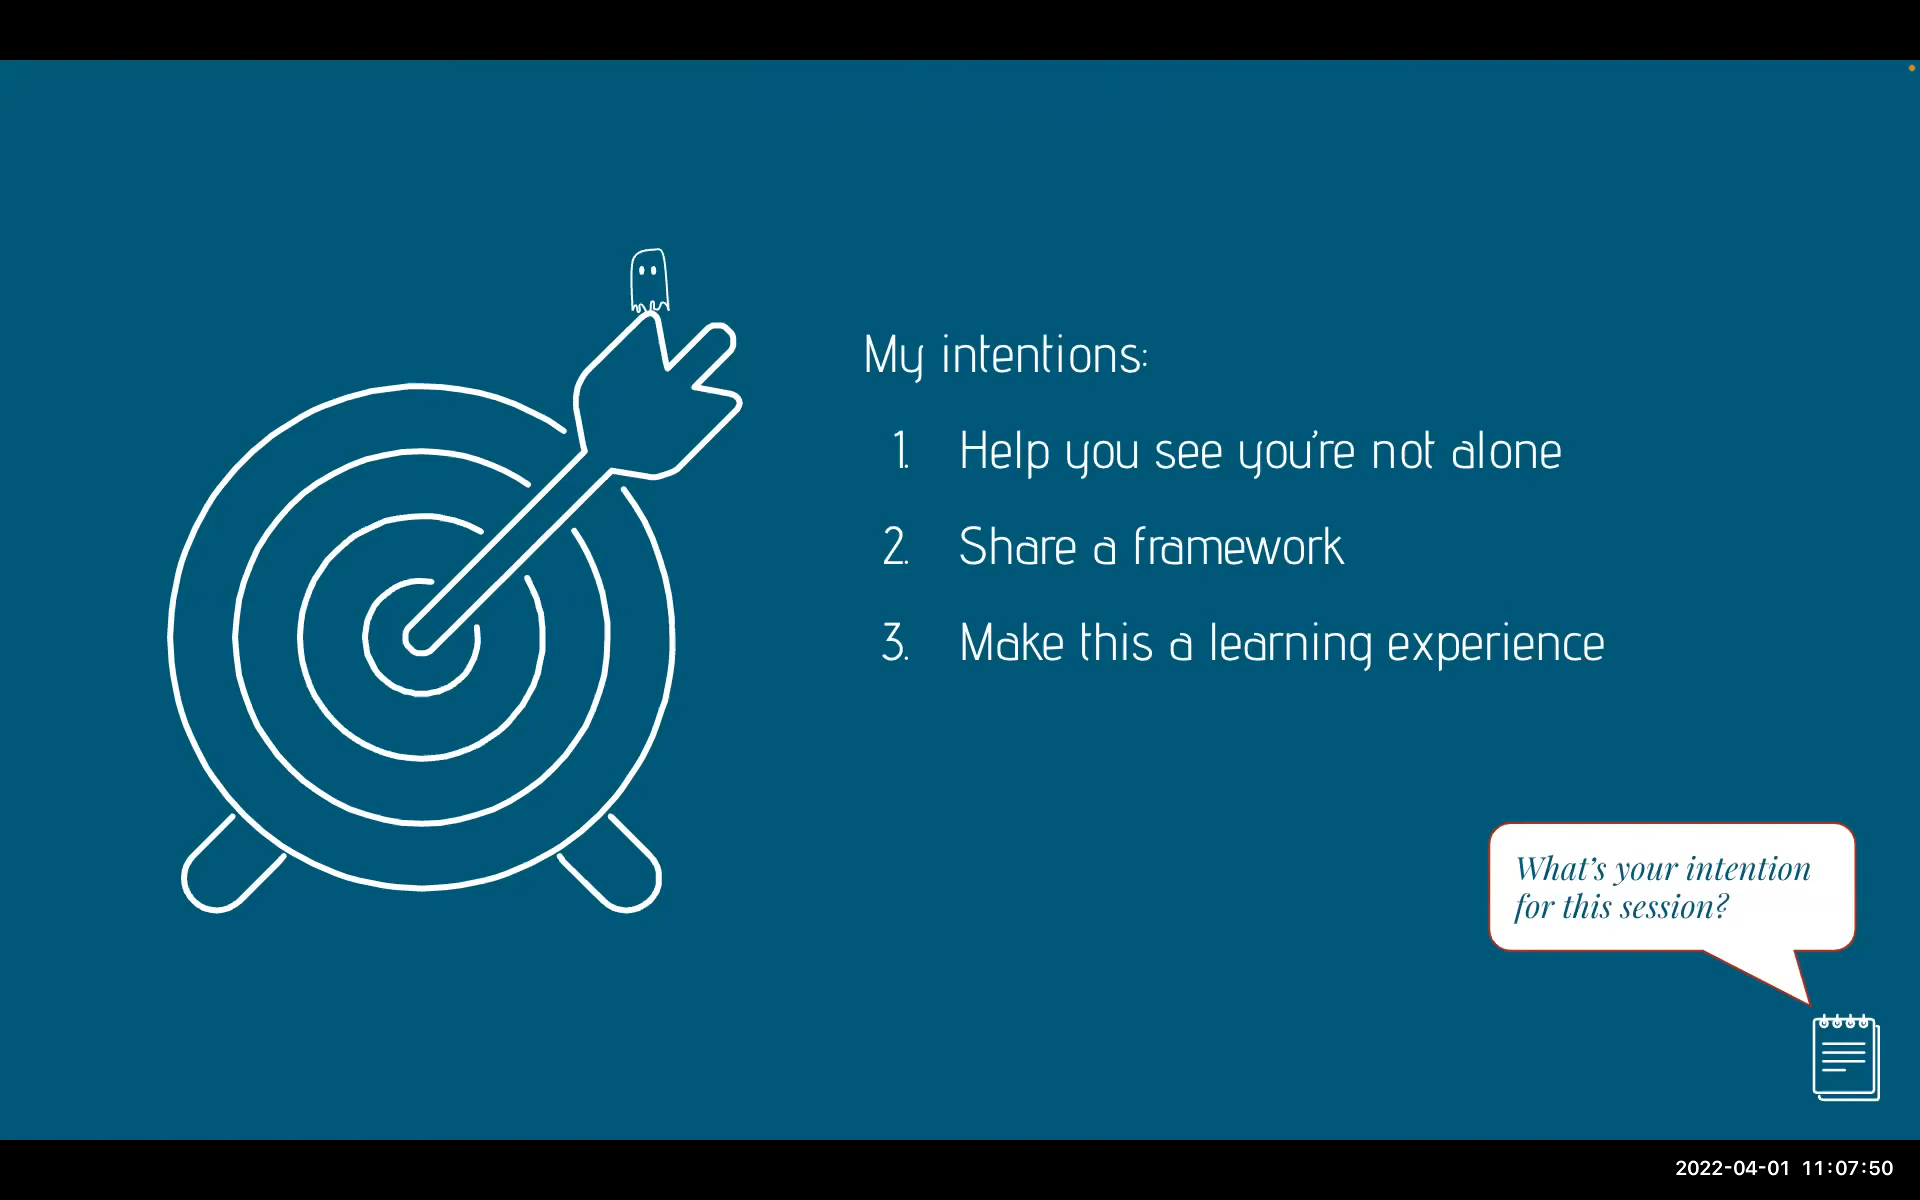 My intentions:
1. Help you see you're not alone
2. Share a framework
3. Make this a learning experience
What's your intention
for this session?
2022-04-01 11:07:50